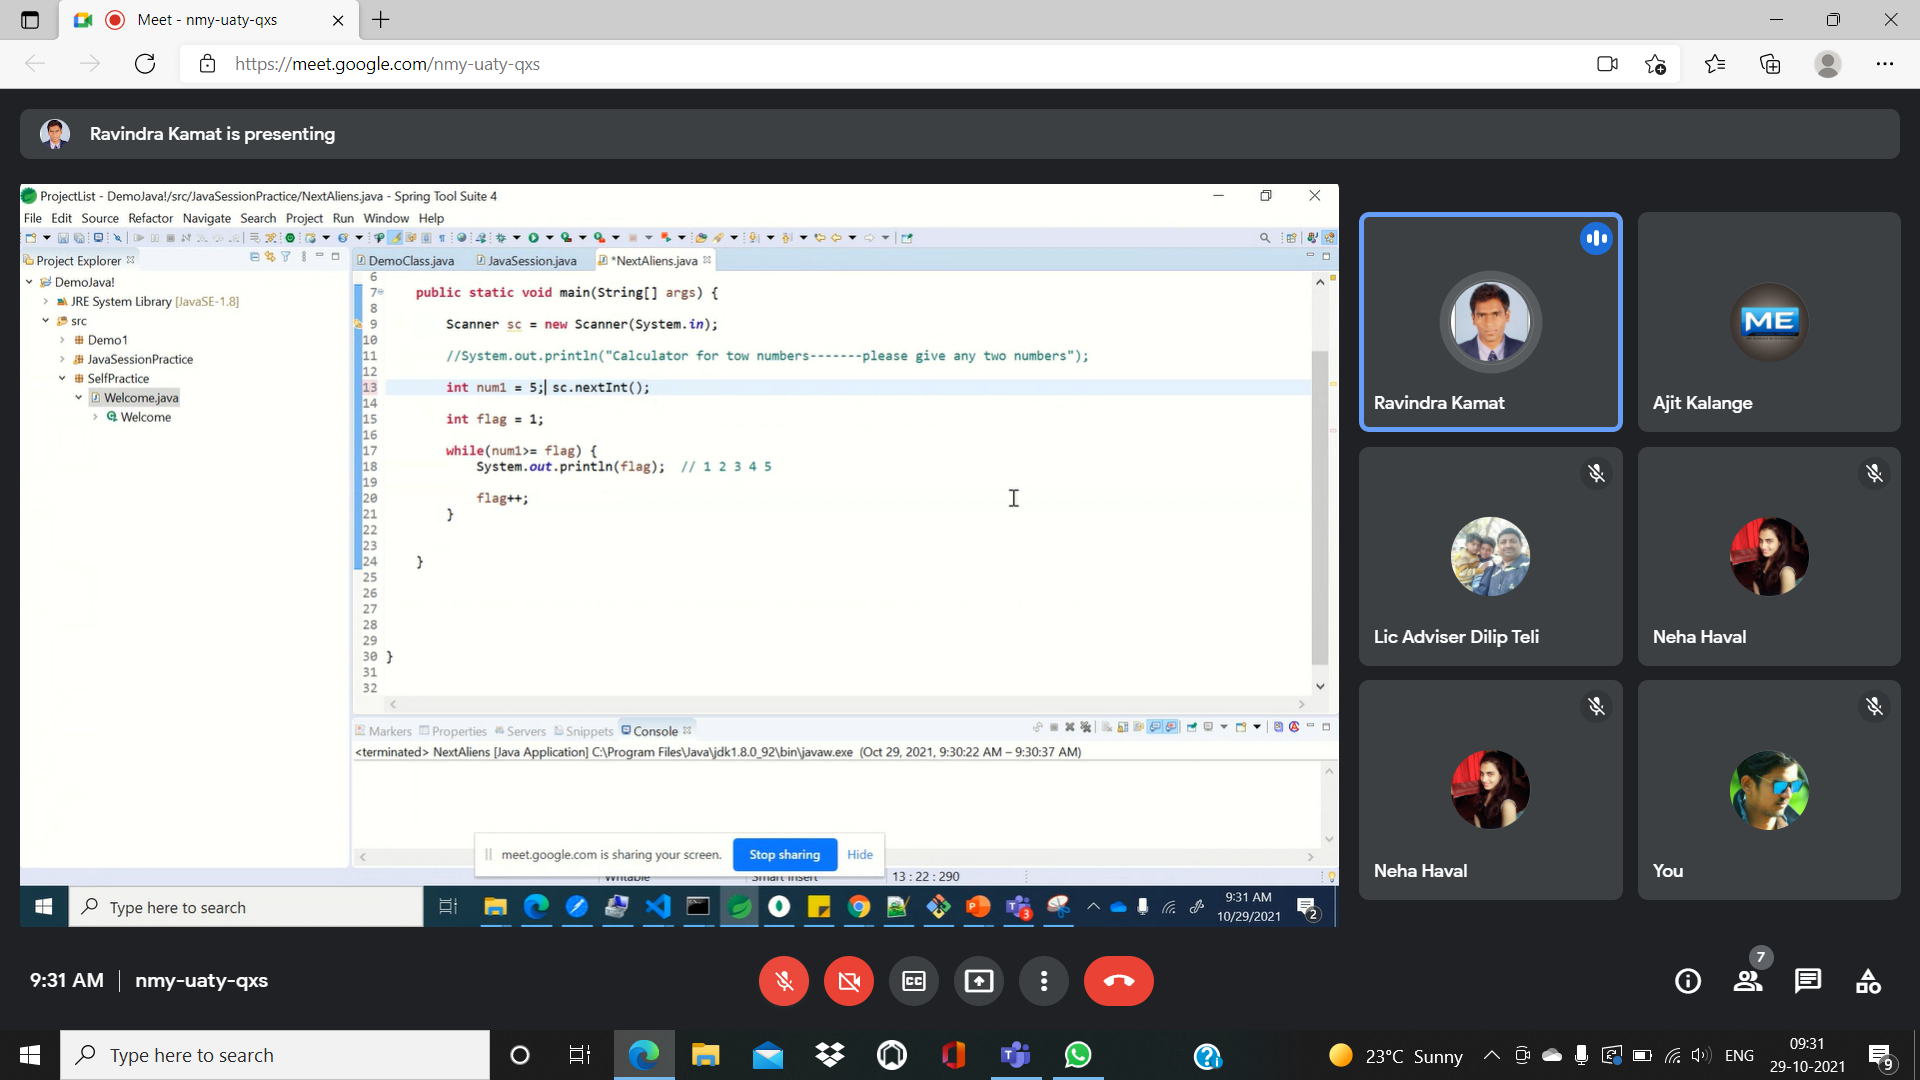 Meet - nmy-uaty-qxs
https://meet.google.com/nmy-uaty-qxs
Ravindra Kamat is presenting
ProjectList - DemoJava!/src/JavaSessionPractice/NextAliens.java - Spring Tool Suite 4
File Edit Source Refactor Navigate Search Project Run Window Help
Project Explorer
DemoClass.java JavaSession.java *NextAliens.java
DemoJava!
JRE System Library [JavaSE-1.8]
src
Demo1
JavaSessionPractice
SelfPractice
Welcome.java
Welcome
6
7 public static void main(String[] args) {
8
9 Scanner sc = new Scanner(System.in);
10
11 //System.out.println("Calculator for tow numbers-------please give any two numbers");
12
13 int num1 = 5; sc.nextInt();
14
15 int flag = 1;
16
17 while(num1>= flag) {
18 System.out.println(flag); // 1 2 3 4 5
19
20 flag++;
21 }
22
23
24 }
25
26
27
28
29
30 }
31
32
Markers Properties Servers Snippets Console
<terminated> NextAliens [Java Application] C:\Program Files\Java\jdk1.8.0_92\bin\javaw.exe (Oct 29, 2021, 9:30:22 AM – 9:30:37 AM)
meet.google.com is sharing your screen. Stop sharing Hide
Writable Smart Insert 13 : 22 : 290
Type here to search
3
9:31 AM
10/29/2021
2
Ravindra Kamat
ME
Ajit Kalange
Lic Adviser Dilip Teli
Neha Haval
Neha Haval
You
9:31 AM nmy-uaty-qxs
CC
7
Type here to search
23°C Sunny
ENG
09:31
29-10-2021
9